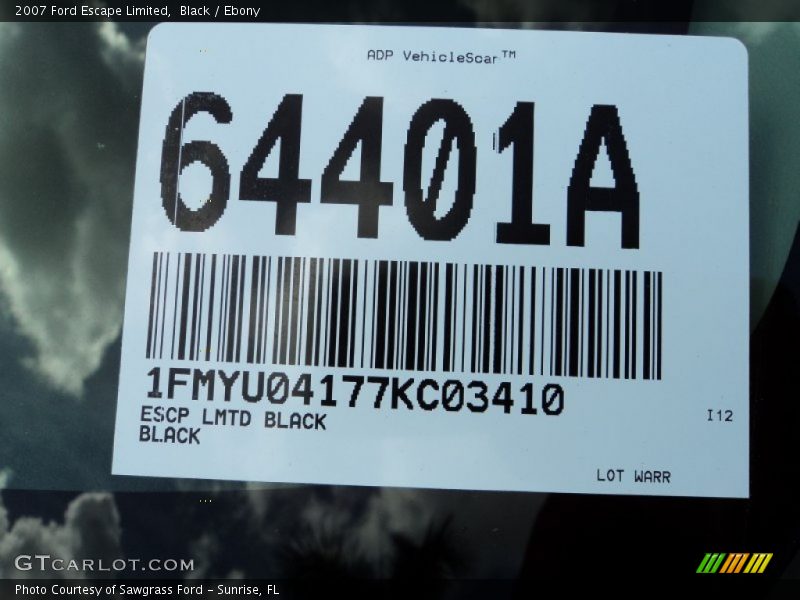 2007 Ford Escape Limited,  Black / Ebony
ADP VehicleScan™
64401A
1FMYU04177KC03410
ESCP LMTD BLACK
BLACK
I12
LOT WARR
GTCARLOT.COM
Photo Courtesy of Sawgrass Ford - Sunrise, FL